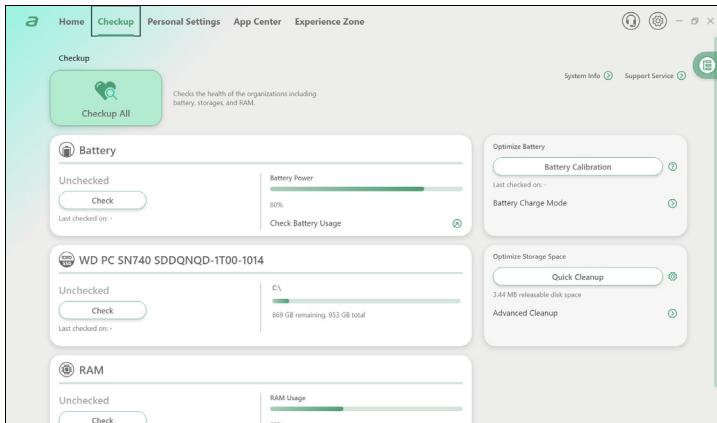 a
Home Checkup Personal Settings App Center Experience Zone
Checkup
System Info Support Service
Checkup All
Checks the health of the organizations including
battery, storages, and RAM.
Battery
Unchecked
Check
Last checked on: -
Battery Power
80%
Check Battery Usage
Optimize Battery
Battery Calibration
Last checked on: -
Battery Charge Mode
WD PC SN740 SDDQNQD-1T00-1014
Unchecked
Check
Last checked on: -
C:\
869 GB remaining, 953 GB total
Optimize Storage Space
Quick Cleanup
3.44 MB releasable disk space
Advanced Cleanup
RAM
Unchecked
Check
RAM Usage